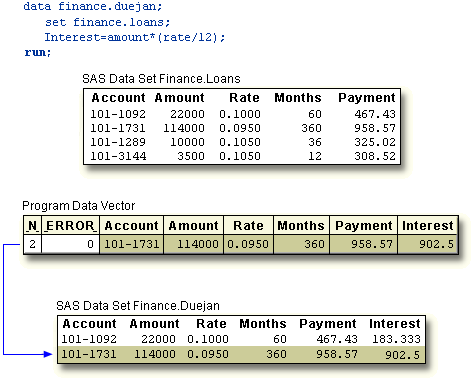 data finance.duejan;
set finance.loans;
Interest=amount*(rate/12);
run;
SAS Data Set Finance.Loans
Account Amount Rate Months Payment
101-1092 22000 0.1000 60 467.43
101-1731 114000 0.0950 360 958.57
101-1289 10000 0.1050 36 325.02
101-3144 3500 0.1050 12 308.52
Program Data Vector
_N_ _ERROR_ Account Amount Rate Months Payment Interest
2 0 101-1731 114000 0.0950 360 958.57 902.5
SAS Data Set Finance.Duejan
Account Amount Rate Months Payment Interest
101-1092 22000 0.1000 60 467.43 183.333
101-1731 114000 0.0950 360 958.57 902.5